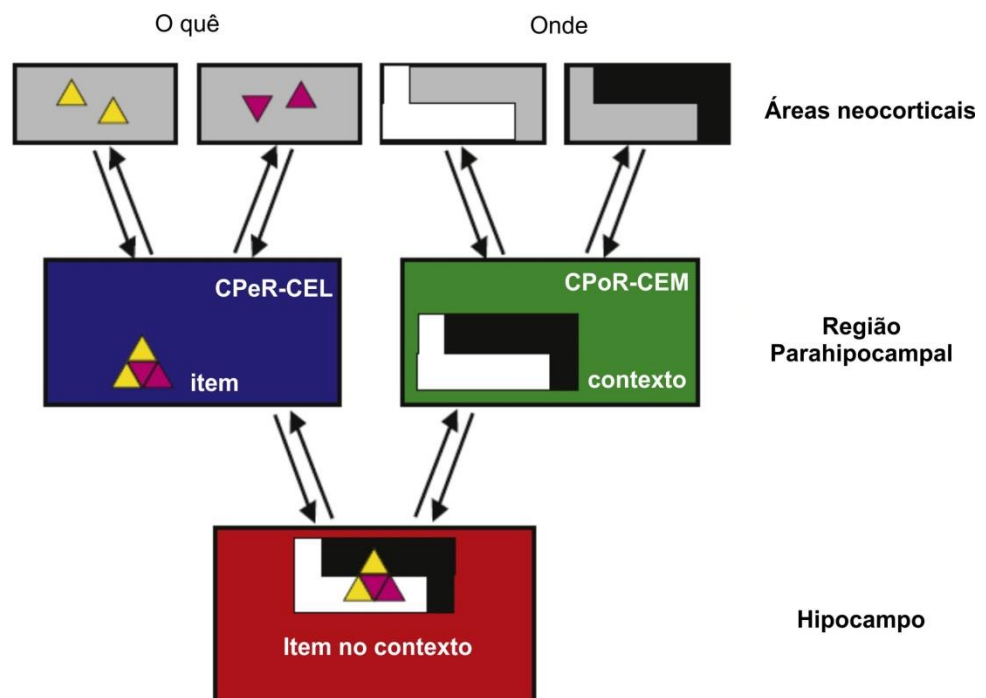 O quê
Onde
Áreas neocorticais
CPeR-CEL
item
CPoR-CEM
contexto
Região
Parahipocampal
Item no contexto
Hipocampo